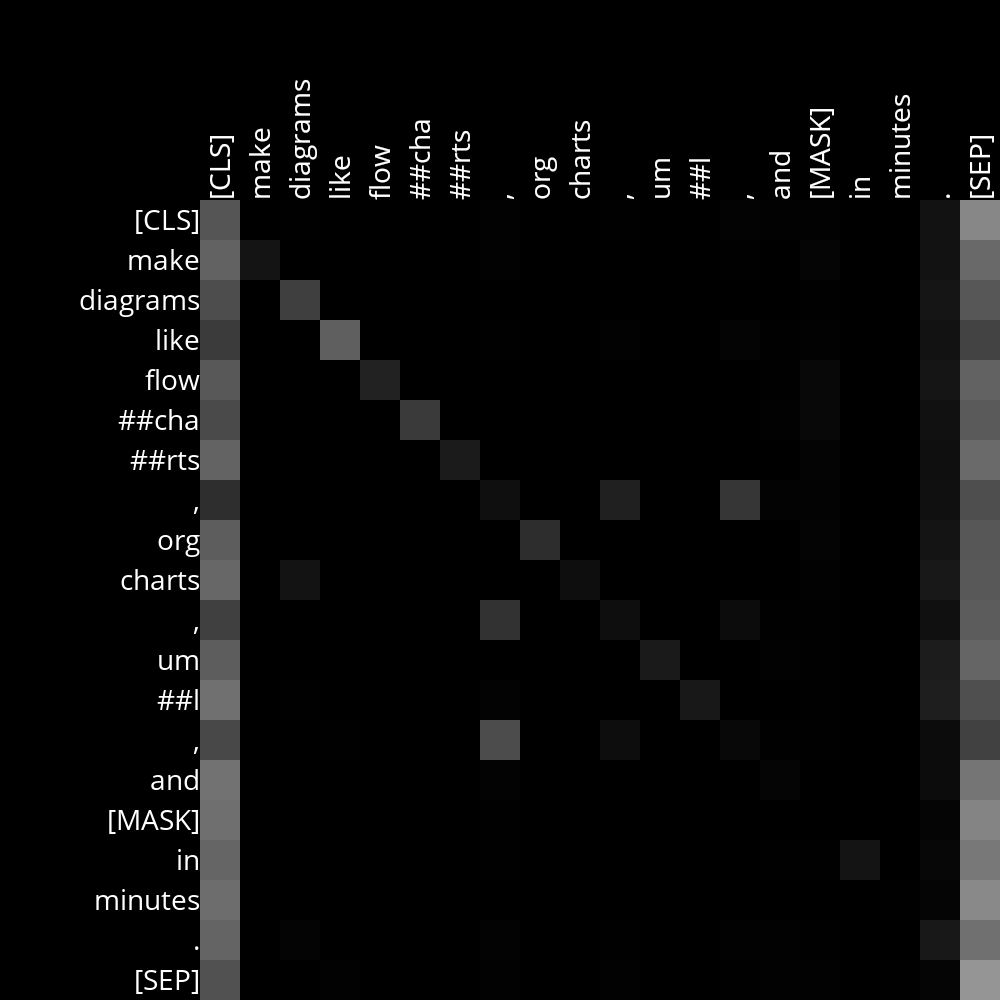 [CLS] make diagrams like flow ##cha ##rts , org charts , um ##l , and [MASK] in minutes . [SEP]
[CLS]
make
diagrams
like
flow
##cha
##rts
,
org
charts
,
um
##l
,
and
[MASK]
in
minutes
.
[SEP]